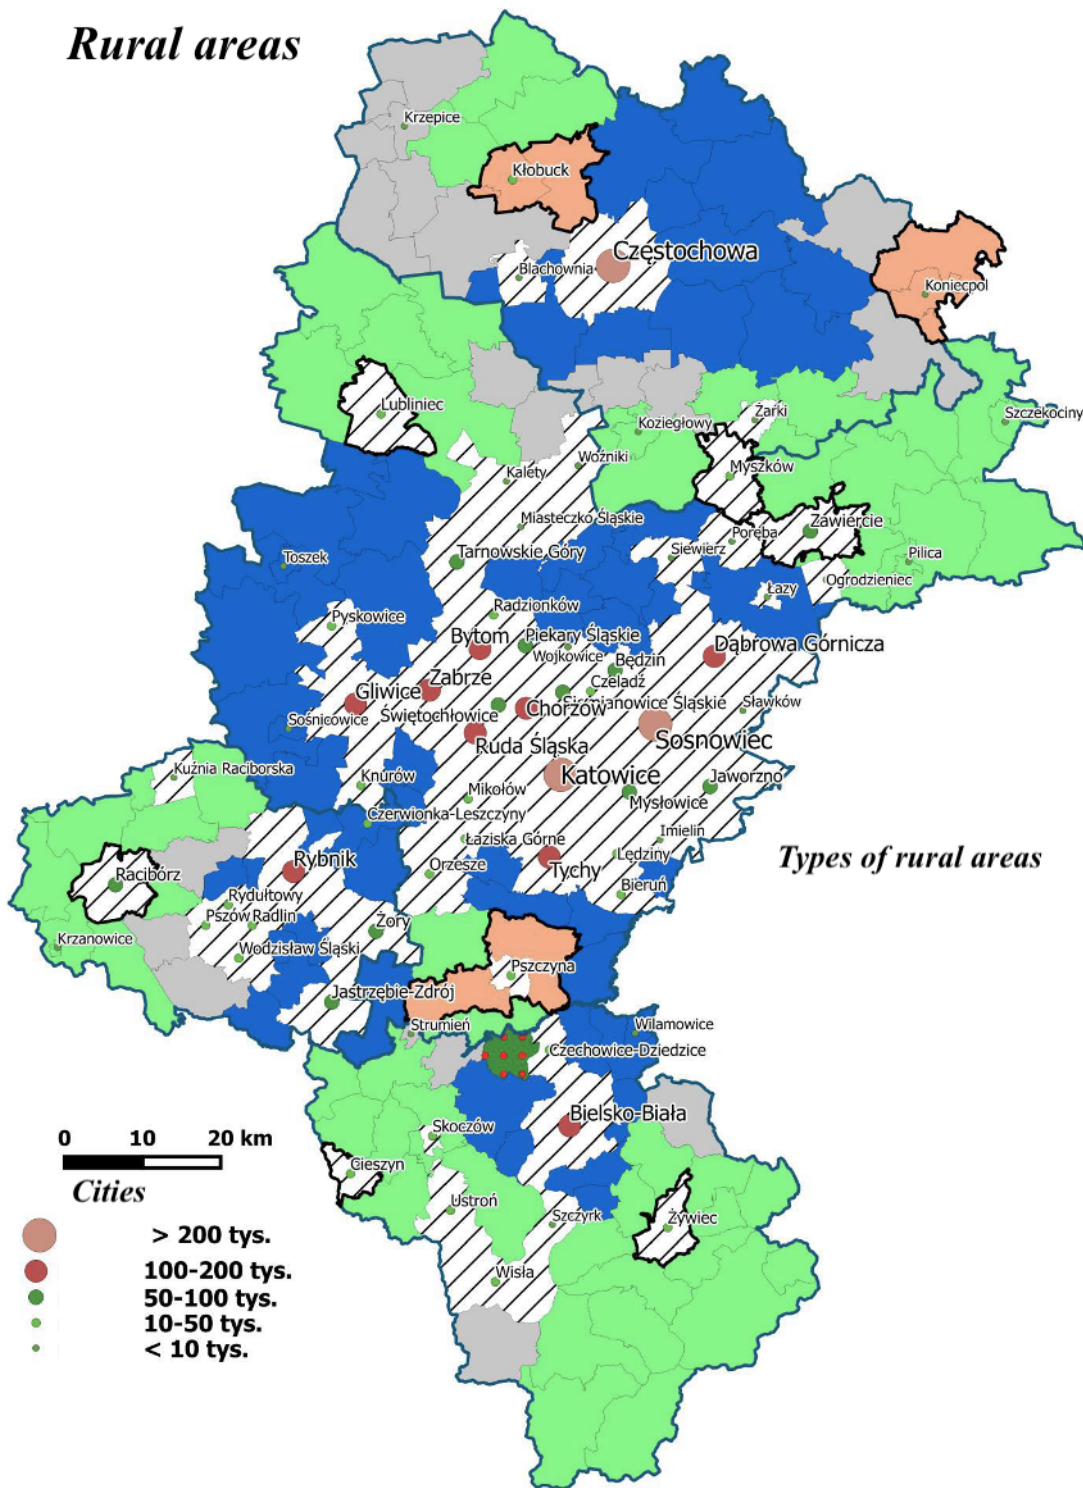 Rural areas
Krzepice
Kłobuck
Częstochowa
Blachownia
Koniecpol
Lubliniec
Koziegłowy
Żarki
Szczekociny
Woźniki
Kalety
Myszków
Miasteczko Śląskie
Zawiercie
Poręba
Siewierz
Tarnowskie Góry
Toszek
Pilica
Ogrodzieniec
Łazy
Radzionków
Pyskowice
Bytom
Piekary Śląskie
Wojkowice
Dąbrowa Górnicza
Będzin
Zabrze
Czeladź
Gliwice
Siemianowice Śląskie
Sławków
Chorzów
Świętochłowice
Sośnicowice
Sosnowiec
Ruda Śląska
Kuźnia Raciborska
Katowice
Knurów
Jaworzno
Mikołów
Mysłowice
Czerwionka-Leszczyny
Łaziska Górne
Imielin
Lędziny
Types of rural areas
Rybnik
Orzesze
Tychy
Racibórz
Bieruń
Rydułtowy
Pszów
Radlin
Żory
Krzanowice
Wodzisław Śląski
Pszczyna
Jastrzębie-Zdrój
Strumień
Wilamowice
Czechowice-Dziedzice
Bielsko-Biała
Skoczów
0 10 20 km
Cieszyn
Cities
Ustroń
Szczyrk
Żywiec
> 200 tys.
Wisła
100-200 tys.
50-100 tys.
10-50 tys.
< 10 tys.